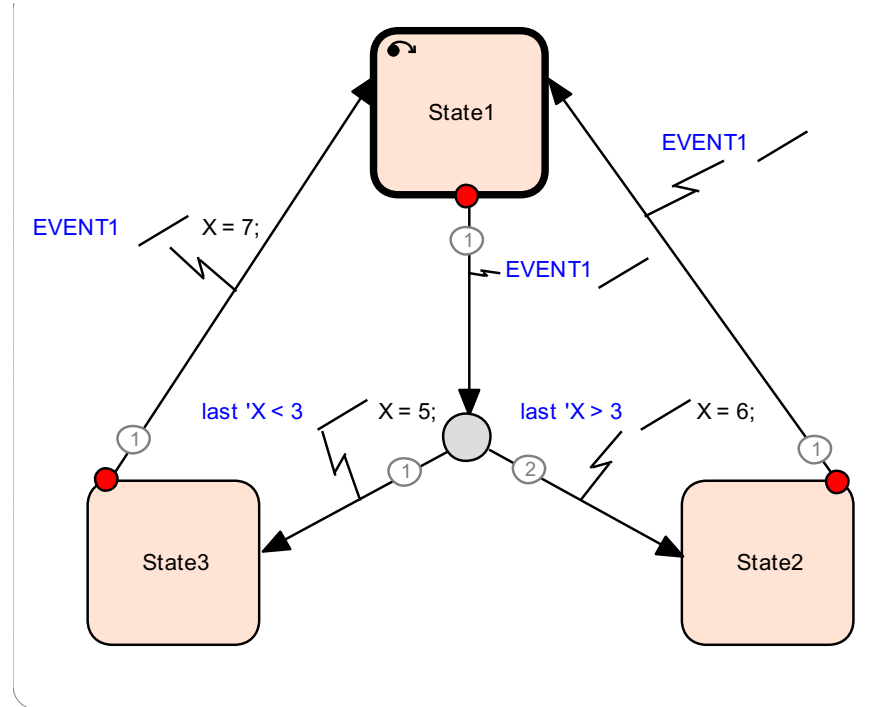 State1
EVENT1
EVENT1 X = 7;
1
EVENT1
last 'X < 3 X = 5;
last 'X > 3 X = 6;
1
1
1
2
State3
State2